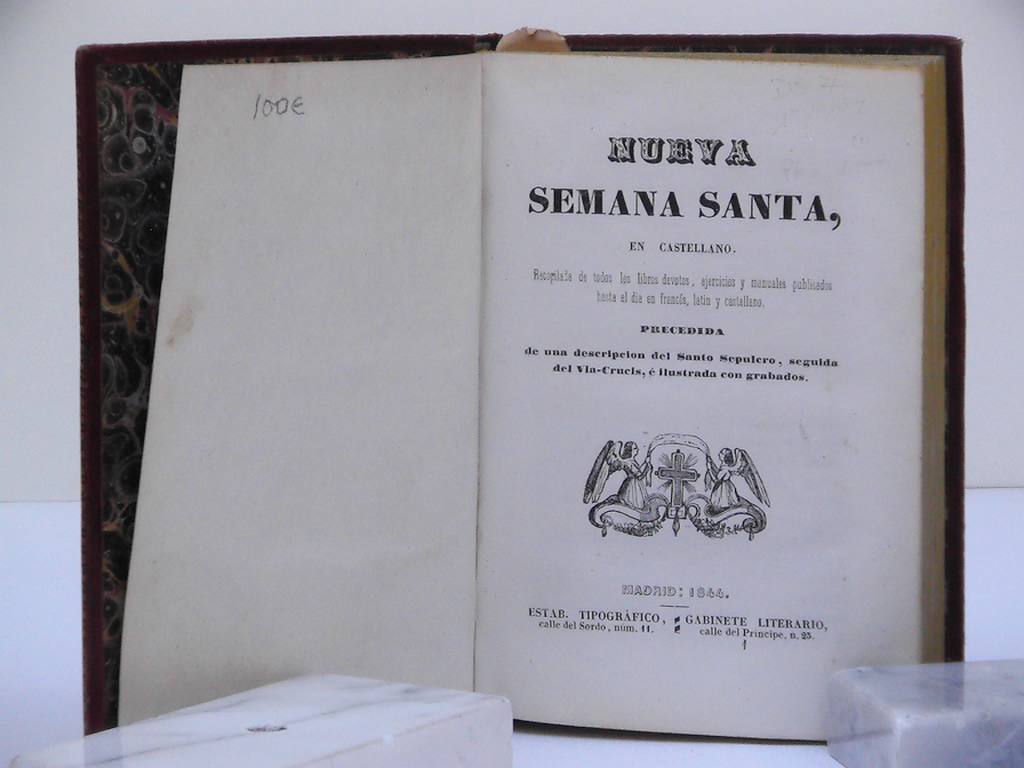 100€
NUEVA
SEMANA SANTA,
EN CASTELLANO.
Recopilada de todos los libros devotos, ejercicios y manuales publicados
hasta el dia en francés, latin y castellano.
PRECEDIDA
de una descripcion del Santo Sepulcro, seguida
del Via-Crucis, é ilustrada con grabados.
MADRID: 1844.
ESTAB. TIPOGRÁFICO,
calle del Sordo, núm. 11.
GABINETE LITERARIO,
calle del Principe, n. 25.